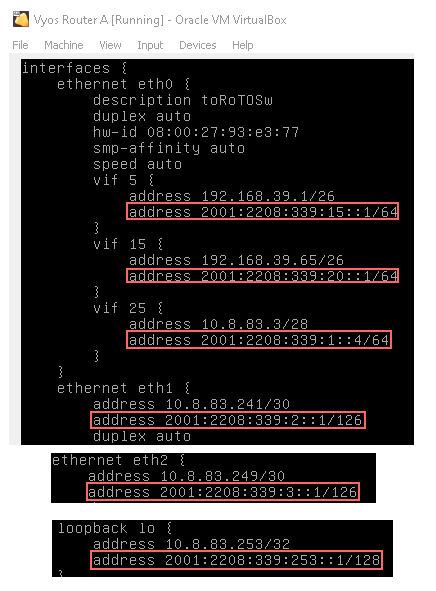 Vyos Router A [Running] - Oracle VM VirtualBox
File Machine View Input Devices Help
interfaces {
ethernet eth0 {
description toRoTOSw
duplex auto
hw-id 08:00:27:93:e3:77
smp-affinity auto
speed auto
vif 5 {
address 192.168.39.1/26
address 2001:2208:339:15::1/64
}
vif 15 {
address 192.168.39.65/26
address 2001:2208:339:20::1/64
}
vif 25 {
address 10.8.83.3/28
address 2001:2208:339:1::4/64
}
}
ethernet eth1 {
address 10.8.83.241/30
address 2001:2208:339:2::1/126
duplex auto
ethernet eth2 {
address 10.8.83.249/30
address 2001:2208:339:3::1/126
loopback lo {
address 10.8.83.253/32
address 2001:2208:339:253::1/128